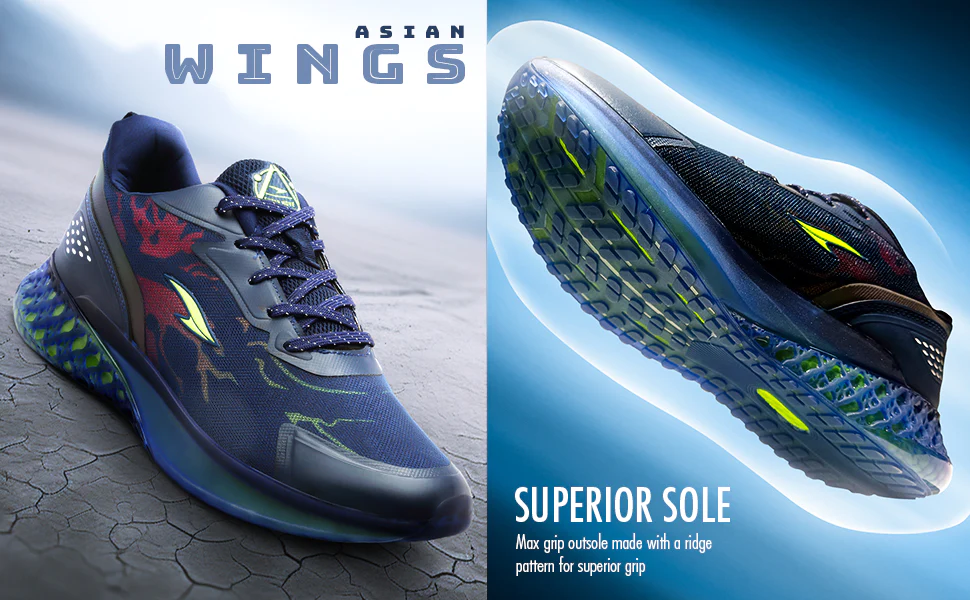 ASIAN
WINGS
SUPERIOR SOLE
Max grip outsole made with a ridge
pattern for superior grip